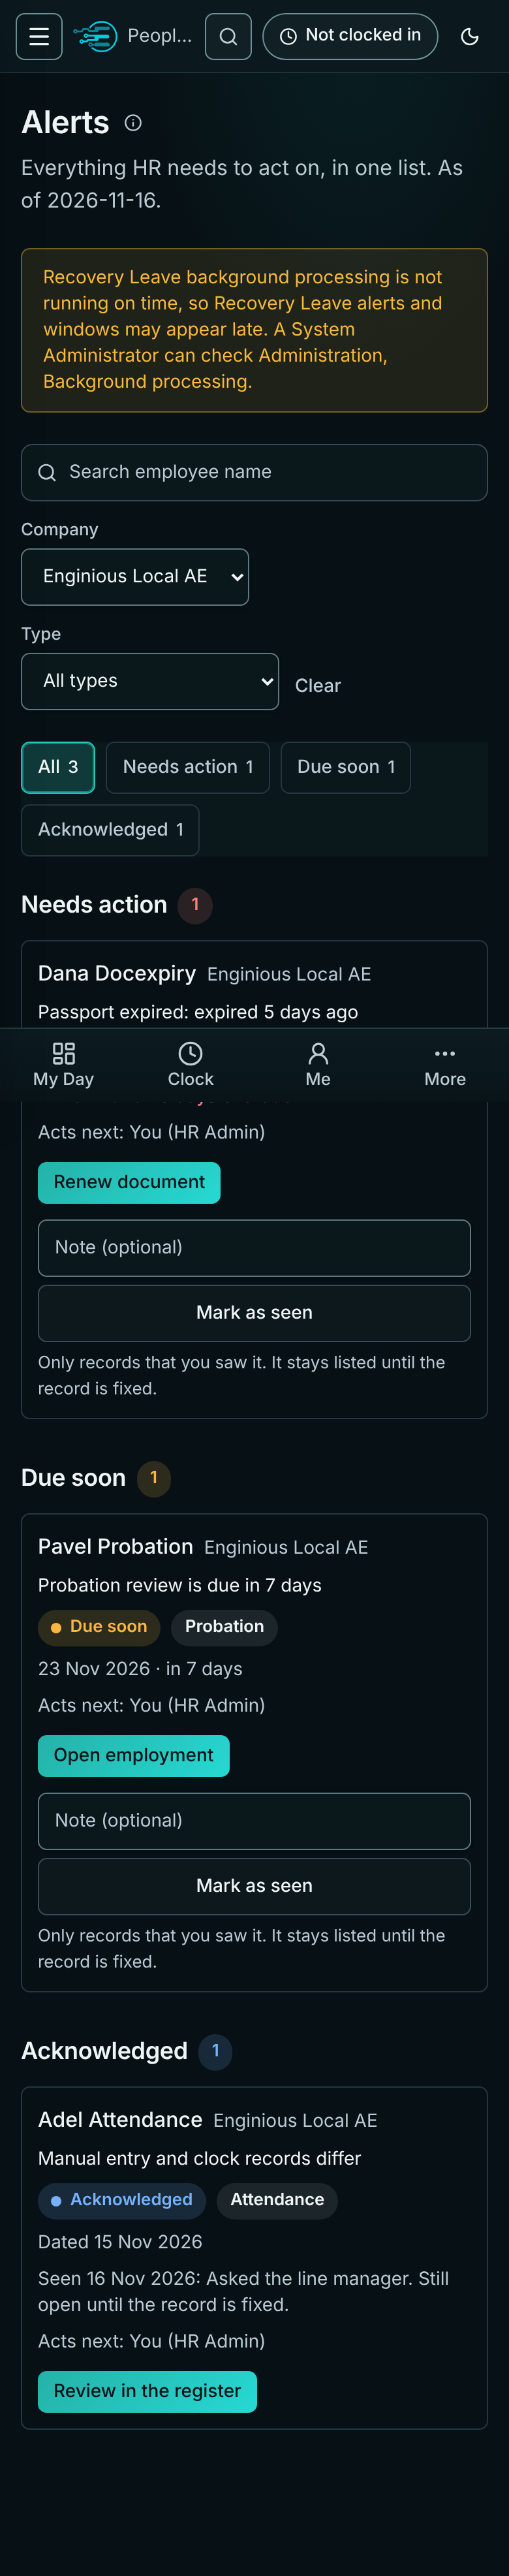 Peopl...
Not clocked in
Alerts
Everything HR needs to act on, in one list. As
of 2026-11-16.
Recovery Leave background processing is not
running on time, so Recovery Leave alerts and
windows may appear late. A System
Administrator can check Administration,
Background processing.
Search employee name
Company
Enginious Local AE
Type
All types
Clear
All 3
Needs action 1
Due soon 1
Acknowledged 1
Needs action 1
Dana Docexpiry Enginious Local AE
Passport expired: expired 5 days ago
My Day
Clock
Me
More
Acts next: You (HR Admin)
Renew document
Note (optional)
Mark as seen
Only records that you saw it. It stays listed until the
record is fixed.
Due soon 1
Pavel Probation Enginious Local AE
Probation review is due in 7 days
Due soon
Probation
23 Nov 2026 · in 7 days
Acts next: You (HR Admin)
Open employment
Note (optional)
Mark as seen
Only records that you saw it. It stays listed until the
record is fixed.
Acknowledged 1
Adel Attendance Enginious Local AE
Manual entry and clock records differ
Acknowledged
Attendance
Dated 15 Nov 2026
Seen 16 Nov 2026: Asked the line manager. Still
open until the record is fixed.
Acts next: You (HR Admin)
Review in the register